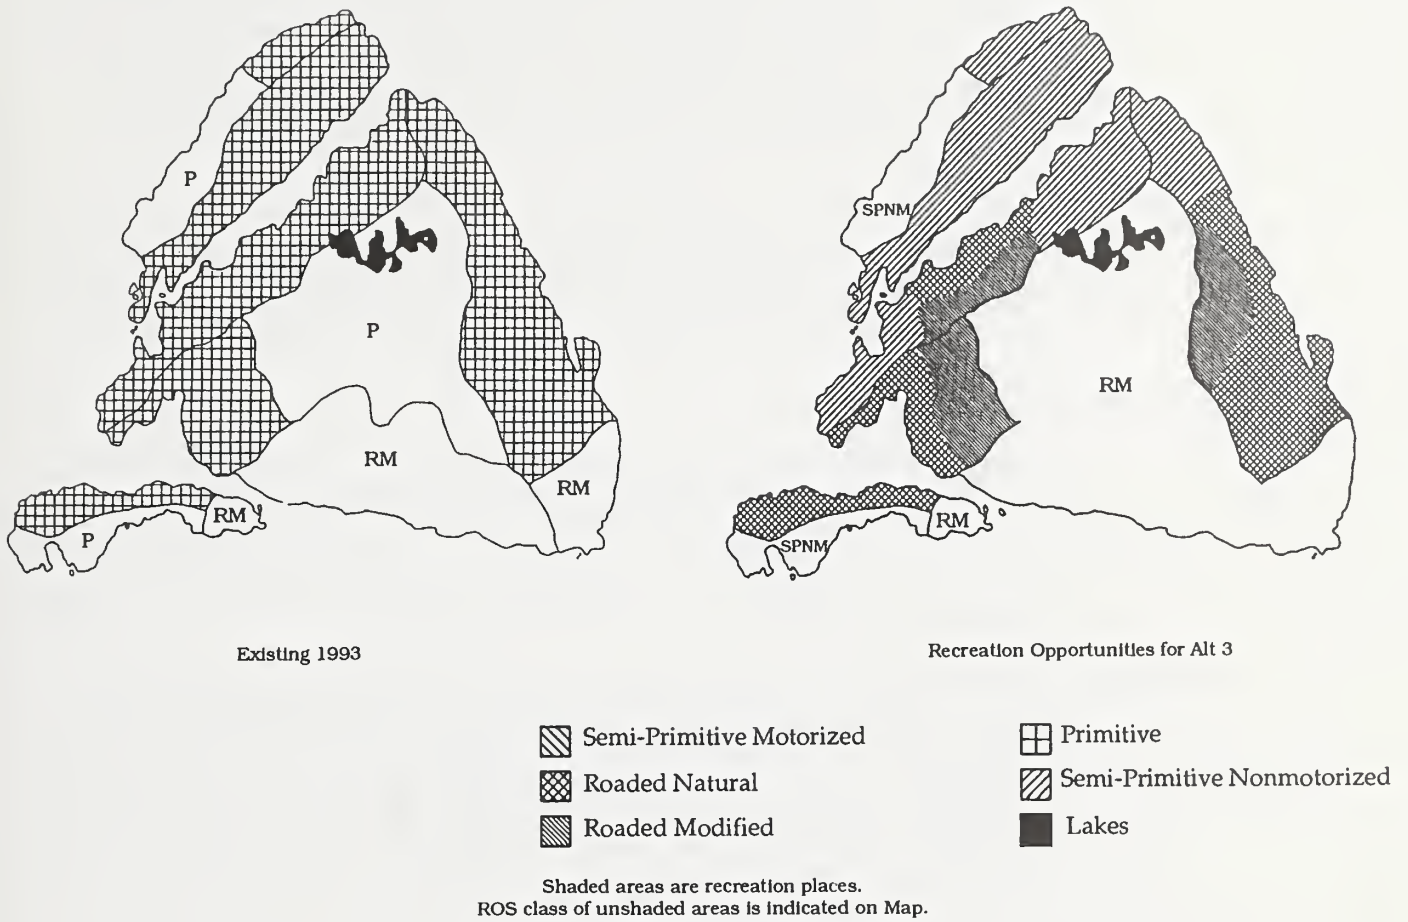 P
P
RM
RM
RM
P
SPNM
RM
RM
SPNM
Existing 1993
Recreation Opportunities for Alt 3
Semi-Primitive Motorized
Roaded Natural
Roaded Modified
Primitive
Semi-Primitive Nonmotorized
Lakes
Shaded areas are recreation places.
ROS class of unshaded areas is indicated on Map.